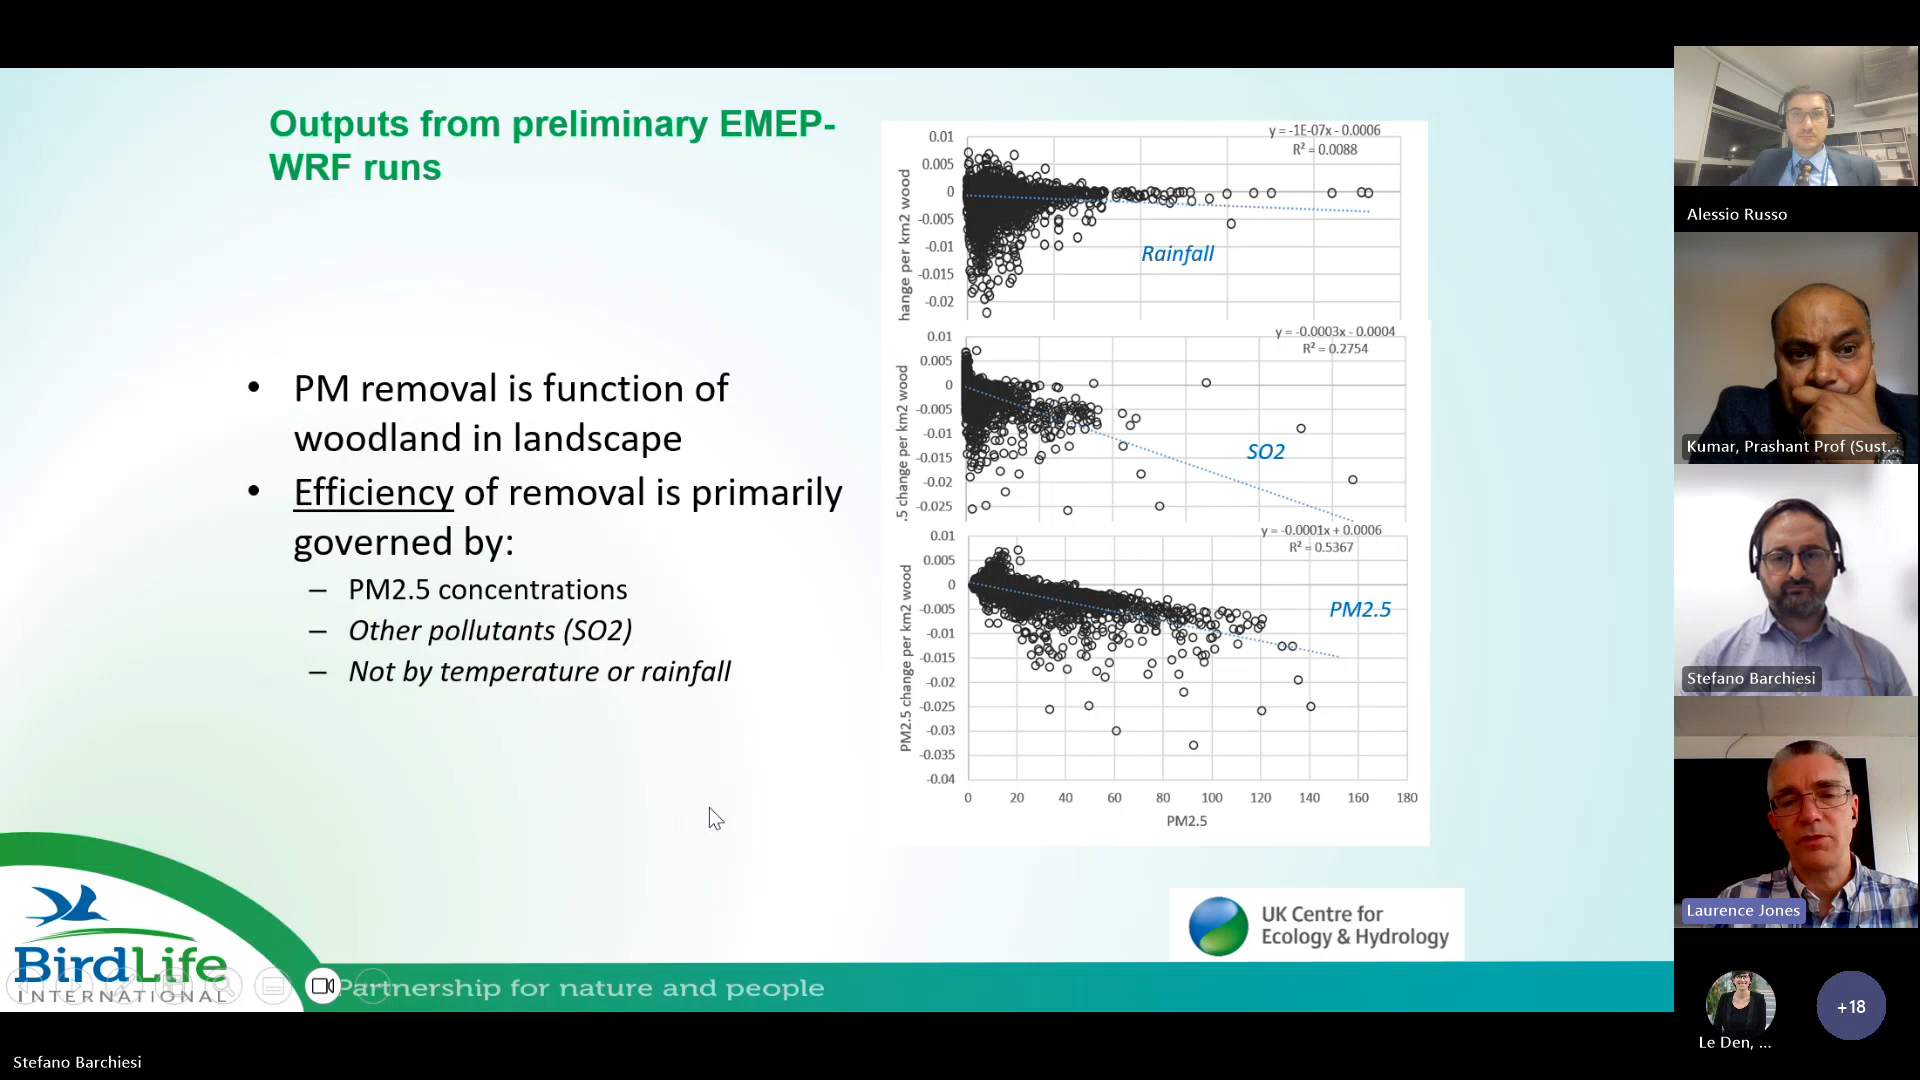 Outputs from preliminary EMEP-
WRF runs
• PM removal is function of
woodland in landscape
• Efficiency of removal is primarily
governed by:
– PM2.5 concentrations
– Other pollutants (SO2)
– Not by temperature or rainfall
hange per km2 wood
0.01
0.005
0
-0.005
-0.01
-0.015
-0.02
y = -1E-07x - 0.0006
R² = 0.0088
Rainfall
.5 change per km2 wood
0.01
0.005
0
-0.005
-0.01
-0.015
-0.02
-0.025
y = -0.0003x - 0.0004
R² = 0.2754
SO2
PM2.5 change per km2 wood
0.01
0.005
0
-0.005
-0.01
-0.015
-0.02
-0.025
-0.03
-0.035
-0.04
y = -0.0001x + 0.0006
R² = 0.5367
PM2.5
0 20 40 60 80 100 120 140 160 180
PM2.5
UK Centre for
Ecology & Hydrology
BirdLife
INTERNATIONAL
Partnership for nature and people
Stefano Barchiesi
Alessio Russo
Kumar, Prashant Prof (Sust...
Stefano Barchiesi
Laurence Jones
Le Den, ...
+18